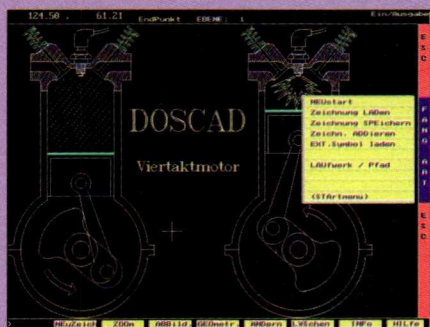 124.50 , 61.21 EndPunkt EBENE: 1 Ein/Ausgabe
ESC
DOSCAD
Viertaktmotor
NEUstart
Zeichnung LADen
Zeichnung SPEichern
Zeichn. ADDieren
EXT.Symbol laden
LAUfwerk / Pfad
(STArtmenu)
FANG ART
ESC
NEUZeich ZOOm ABBild. GEOmetr. ANDern LÖSchen INFo HILfe